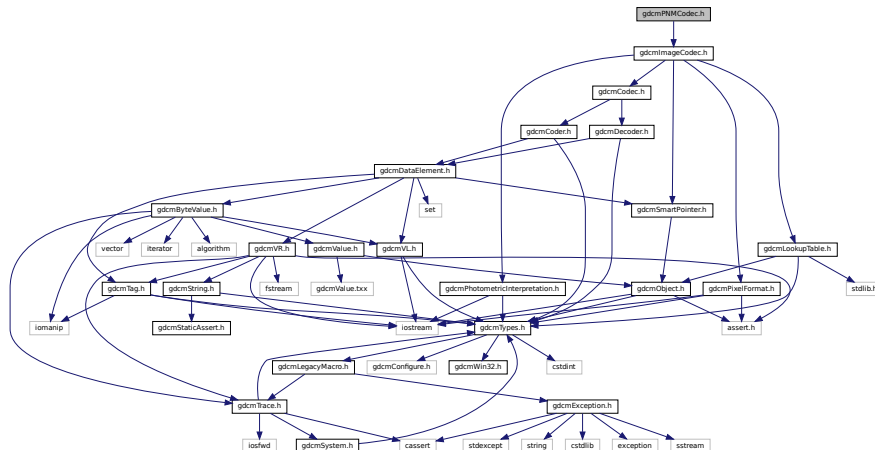 gdcmPNMCodec.h
gdcmImageCodec.h
gdcmCodec.h
gdcmCoder.h
gdcmDecoder.h
gdcmDataElement.h
gdcmByteValue.h
set
gdcmSmartPointer.h
vector
iterator
algorithm
gdcmVR.h
gdcmValue.h
gdcmVL.h
gdcmLookupTable.h
gdcmTag.h
gdcmString.h
fstream
gdcmValue.txx
gdcmPhotometricInterpretation.h
gdcmObject.h
gdcmPixelFormat.h
stdlib.h
iomanip
gdcmStaticAssert.h
iostream
gdcmTypes.h
assert.h
gdcmLegacyMacro.h
gdcmConfigure.h
gdcmWin32.h
cstdint
gdcmTrace.h
gdcmException.h
iosfwd
gdcmSystem.h
cassert
stdexcept
string
cstdlib
exception
sstream